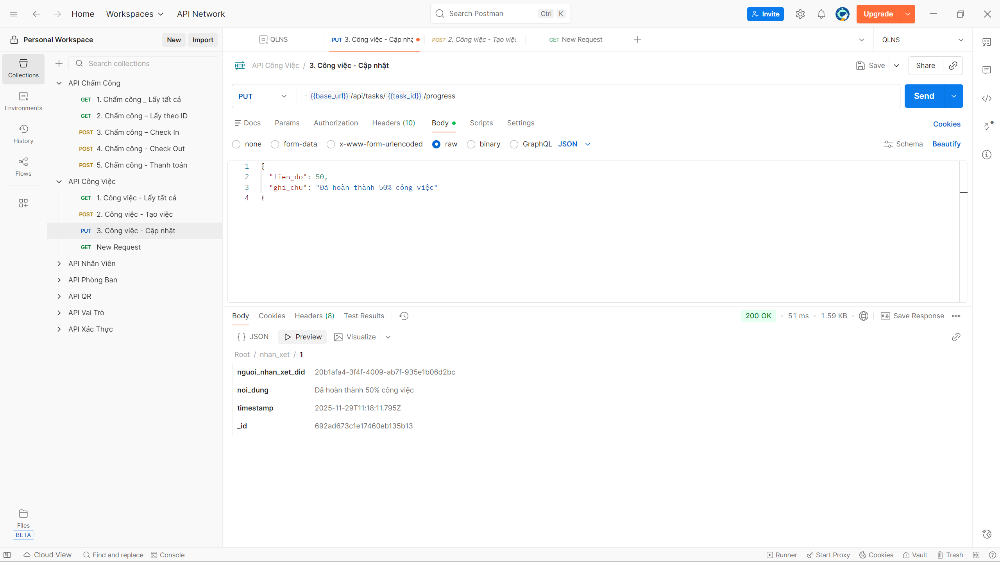 Home Workspaces API Network Search Postman Ctrl K Invite Upgrade
Personal Workspace New Import
QLNS PUT 3. Công việc - Cập nhậ POST 2. Công việc - Tạo việc GET New Request QLNS
Collections
Environments
History
Flows
Files
BETA
Search collections
API Chấm Công
GET 1. Chấm công _ Lấy tất cả
GET 2. Chấm công – Lấy theo ID
POST 3. Chấm công – Check In
POST 4. Chấm công - Check Out
POST 5. Chấm công - Thanh toán
API Công Việc
GET 1. Công việc - Lấy tất cả
POST 2. Công việc - Tạo việc
PUT 3. Công việc - Cập nhật
GET New Request
API Nhân Viên
API Phòng Ban
API QR
API Vai Trò
API Xác Thực
HTTP API Công Việc / 3. Công việc - Cập nhật Save Share
PUT {{base_url}} /api/tasks/ {{task_id}} /progress Send
Docs Params Authorization Headers (10) Body Scripts Settings Cookies
none form-data x-www-form-urlencoded raw binary GraphQL JSON Schema Beautify
1 {
2 "tien_do": 50,
3 "ghi_chu": "Đã hoàn thành 50% công việc"
4 }
Body Cookies Headers (8) Test Results 200 OK 51 ms 1.59 KB e.g. Save Response
{} JSON Preview Visualize
Root / nhan_xet / 1
nguoi_nhan_xet_did 20b1afa4-3f4f-4009-ab7f-935e1b06d2bc
noi_dung Đã hoàn thành 50% công việc
timestamp 2025-11-29T11:18:11.795Z
_id 692ad673c1e17460eb135b13
Cloud View Find and replace Console Runner Start Proxy Cookies Vault Trash